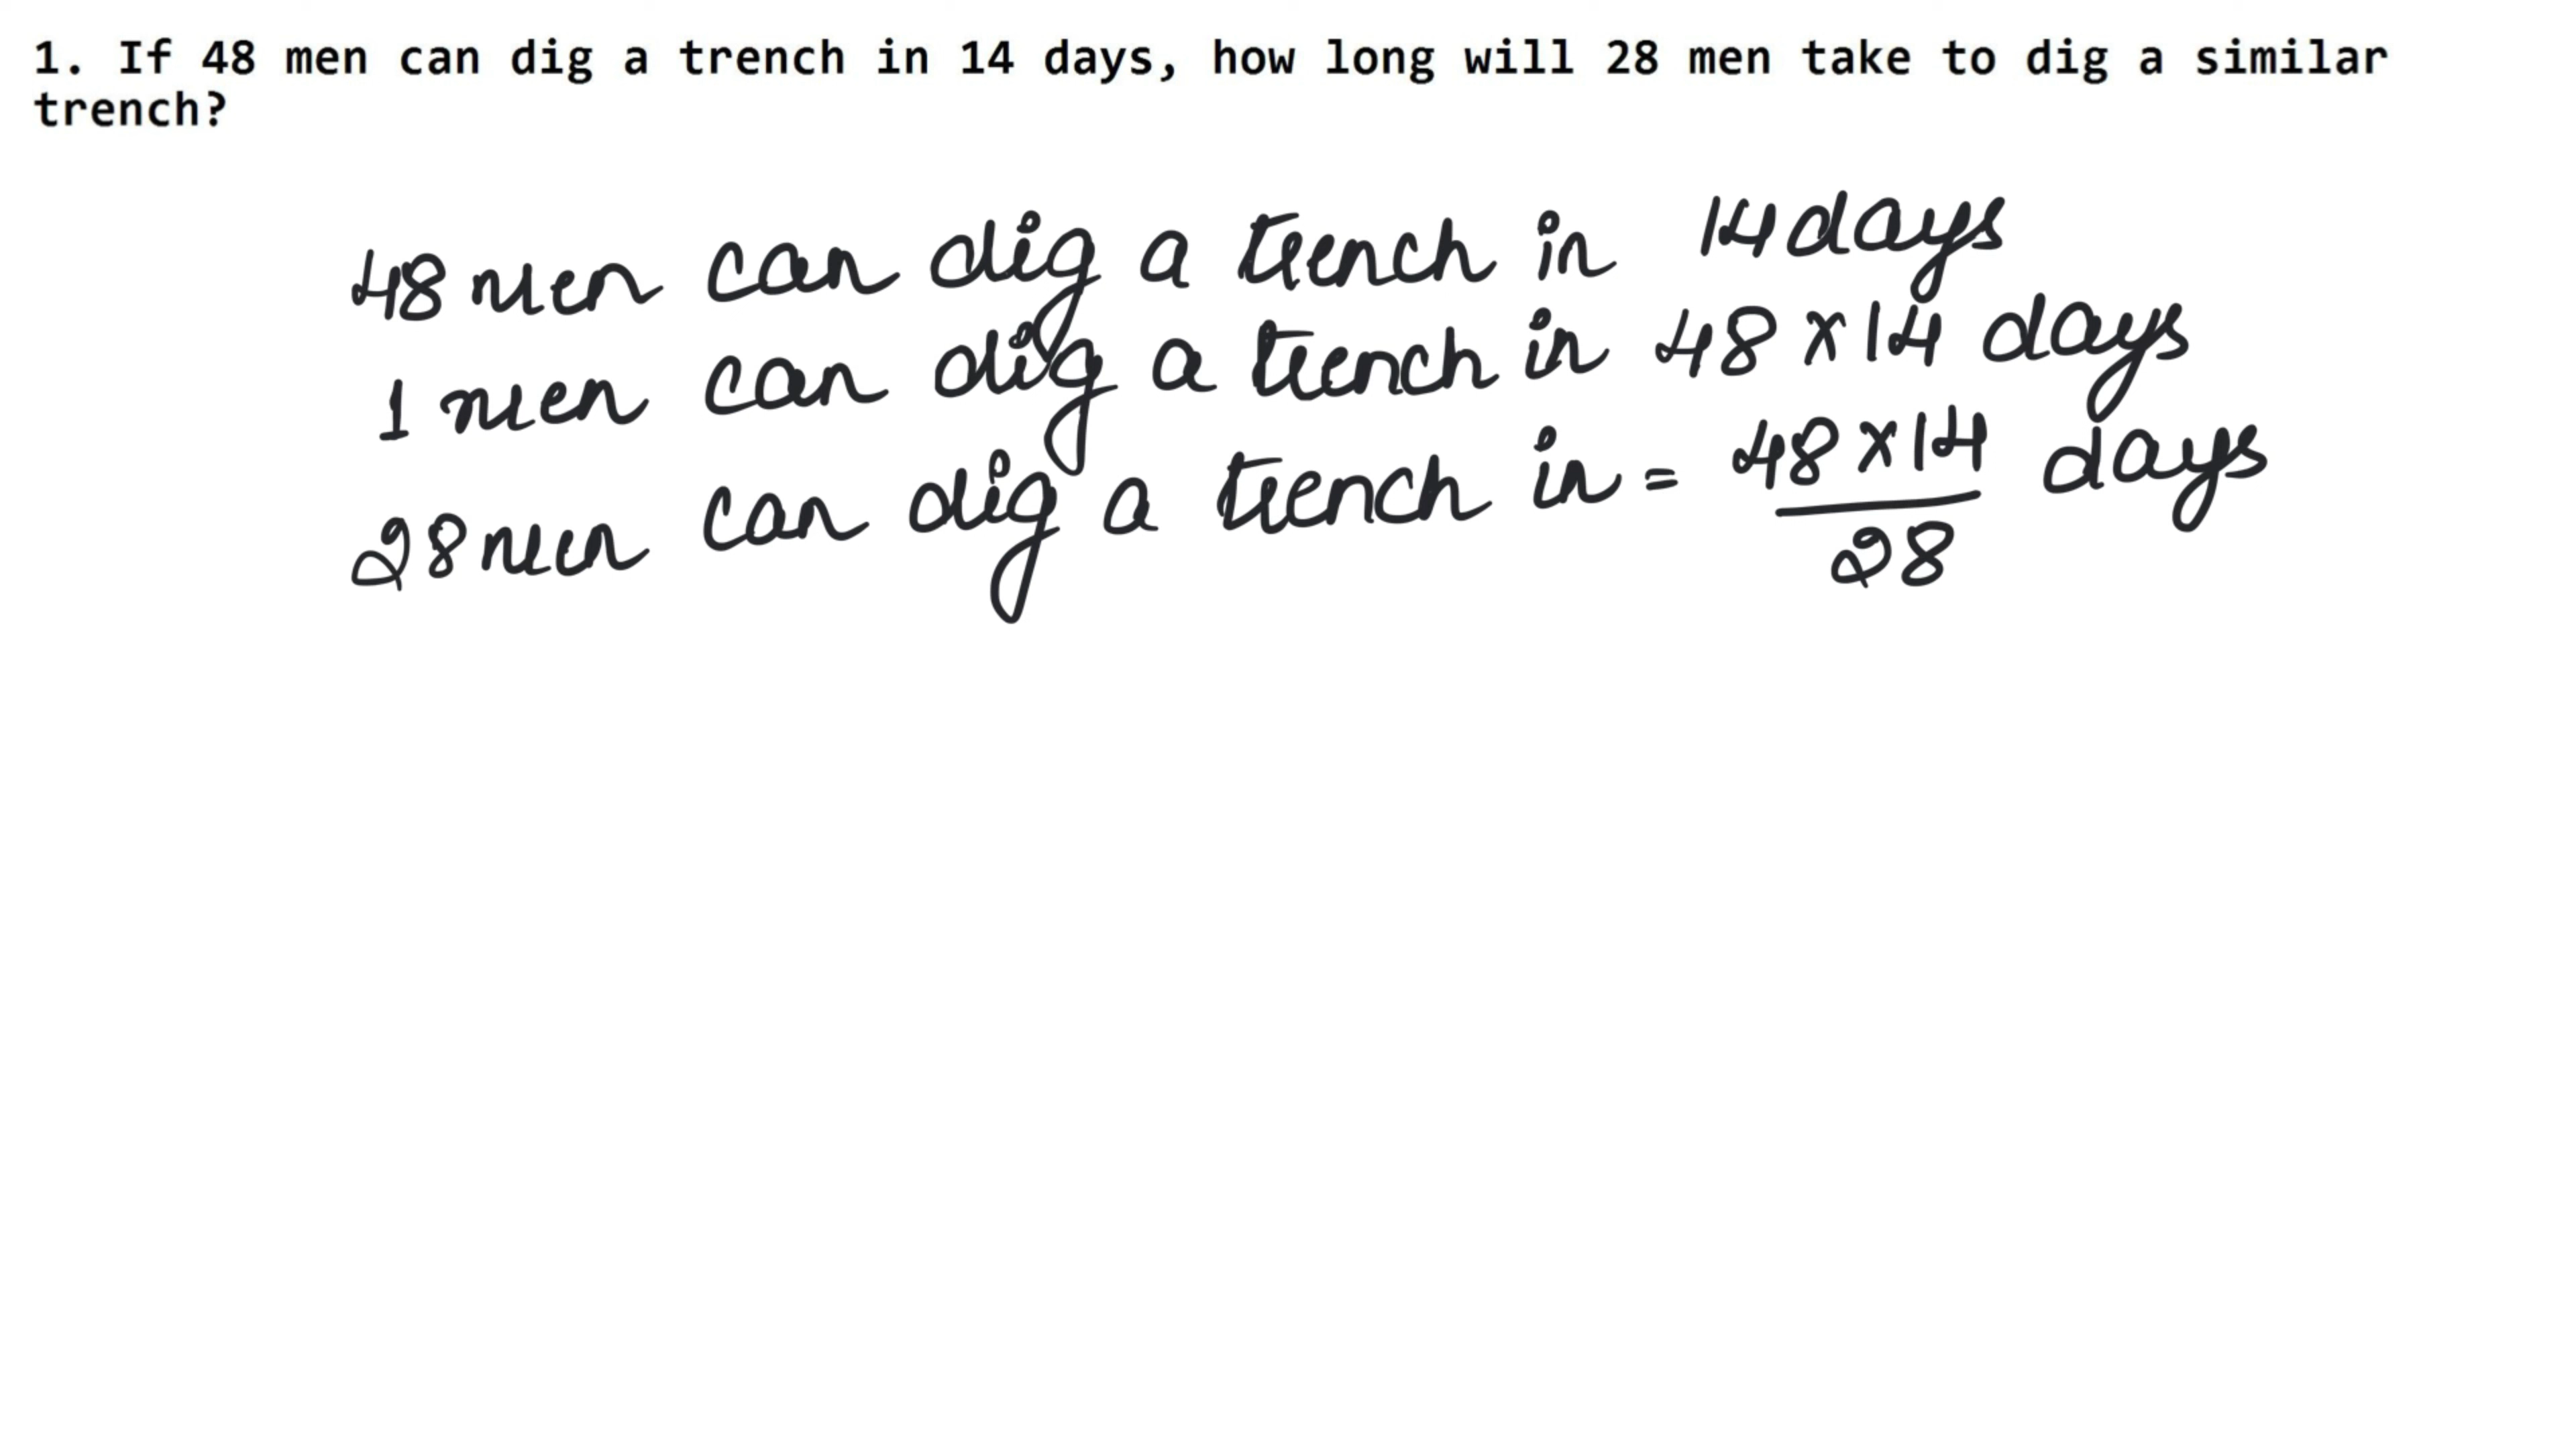 1. If 48 men can dig a trench in 14 days, how long will 28 men take to dig a similar
trench?
48 men can dig a trench in 14 days
1 men can dig a trench in 48 × 14 days
28 men can dig a trench in = 48 × 14 / 28 days